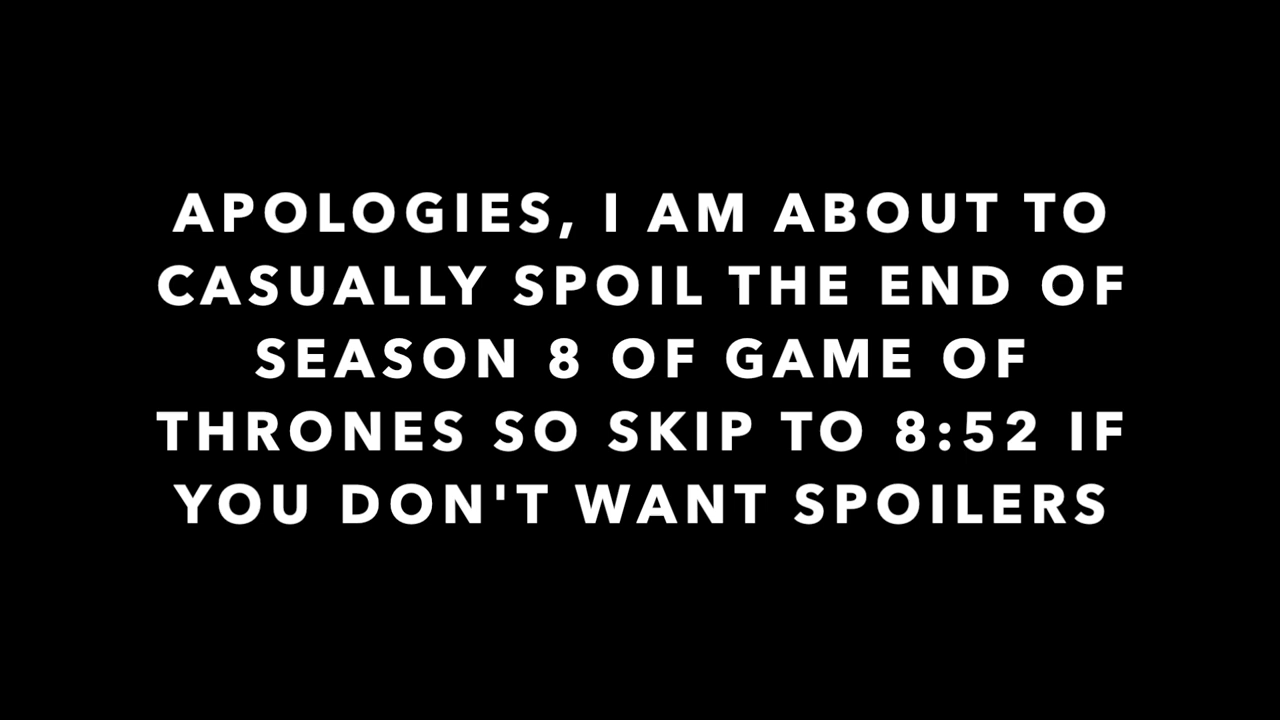 APOLOGIES, I AM ABOUT TO
CASUALLY SPOIL THE END OF
SEASON 8 OF GAME OF
THRONES SO SKIP TO 8:52 IF
YOU DON'T WANT SPOILERS